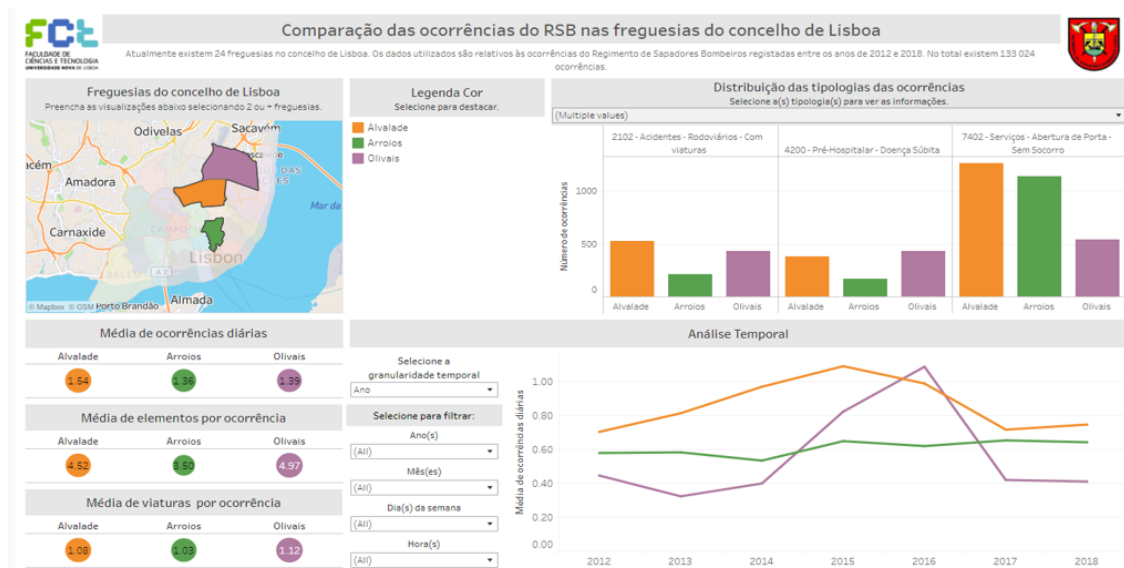 FCT
FACULDADE DE
CIÊNCIAS E TECNOLOGIA
UNIVERSIDADE NOVA DE LISBOA
Comparação das ocorrências do RSB nas freguesias do concelho de Lisboa
Atualmente existem 24 freguesias no concelho de Lisboa. Os dados utilizados são relativos às ocorrências do Regimento de Sapadores Bombeiros registadas entre os anos de 2012 e 2018. No total existem 133 024
ocorrências.
Freguesias do concelho de Lisboa
Preencha as visualizações abaixo selecionando 2 ou + freguesias.
Odivelas
Sacavém
Amadora
Mar da
Carnaxide
CAMPO
Lisbon
BELÉM
A 2
Almada
© Mapbox © OSM Porto Brandão
Legenda Cor
Selecione para destacar.
Alvalade
Arroios
Olivais
Distribuição das tipologias das ocorrências
Selecione a(s) tipologia(s) para ver as informações.
(Multiple values)
2102 - Acidentes - Rodoviários - Com
viaturas
4200 - Pré-Hospitalar - Doença Súbita
7402 - Serviços - Abertura de Porta -
Sem Socorro
Número de ocorrências
1000
500
0
Alvalade Arroios Olivais Alvalade Arroios Olivais Alvalade Arroios Olivais
Média de ocorrências diárias
Alvalade Arroios Olivais
1.54 1.36 1.39
Média de elementos por ocorrência
Alvalade Arroios Olivais
4.52 3.50 4.97
Média de viaturas por ocorrência
Alvalade Arroios Olivais
1.08 1.03 1.12
Selecione a
granularidade temporal
Ano
Selecione para filtrar:
Ano(s)
(All)
Mês(es)
(All)
Dia(s) da semana
(All)
Hora(s)
(All)
Análise Temporal
Média de ocorrências diárias
1.00
0.80
0.60
0.40
0.20
0.00
2012 2013 2014 2015 2016 2017 2018